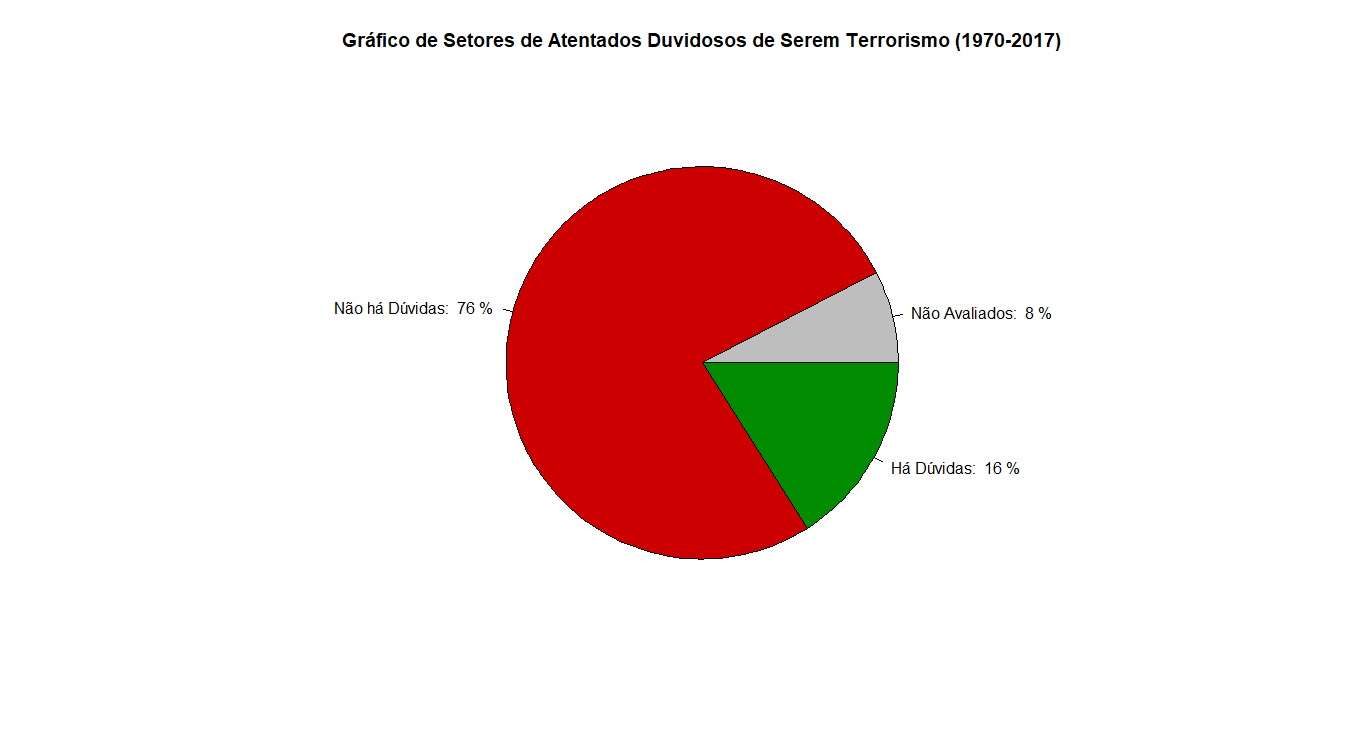 Gráfico de Setores de Atentados Duvidosos de Serem Terrorismo (1970-2017)
Não há Dúvidas:  76 %
Não Avaliados:  8 %
Há Dúvidas:  16 %